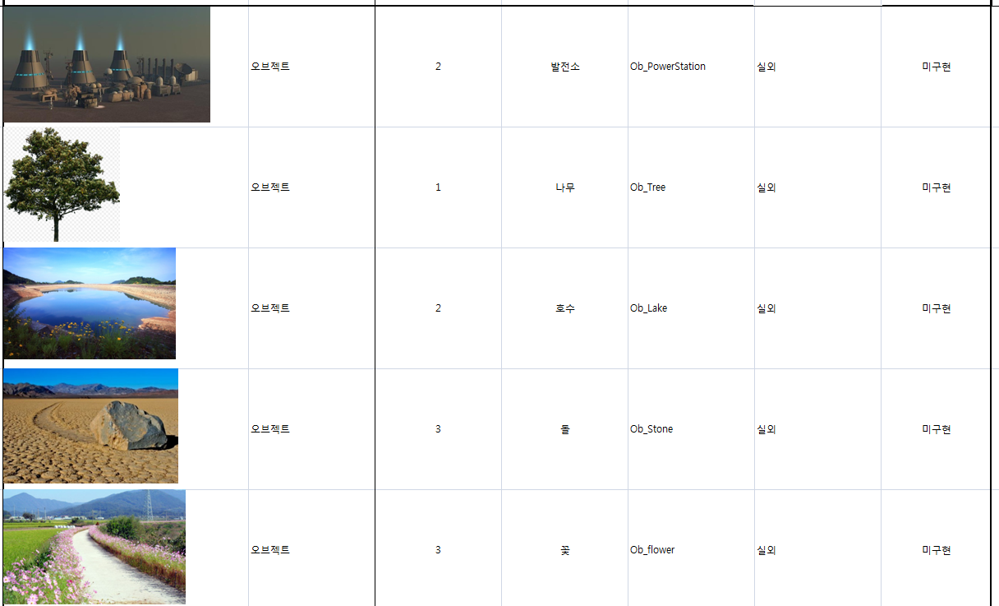 오브젝트 2 발전소 Ob_PowerStation 실외 미구현
오브젝트 1 나무 Ob_Tree 실외 미구현
오브젝트 2 호수 Ob_Lake 실외 미구현
오브젝트 3 돌 Ob_Stone 실외 미구현
오브젝트 3 꽃 Ob_flower 실외 미구현